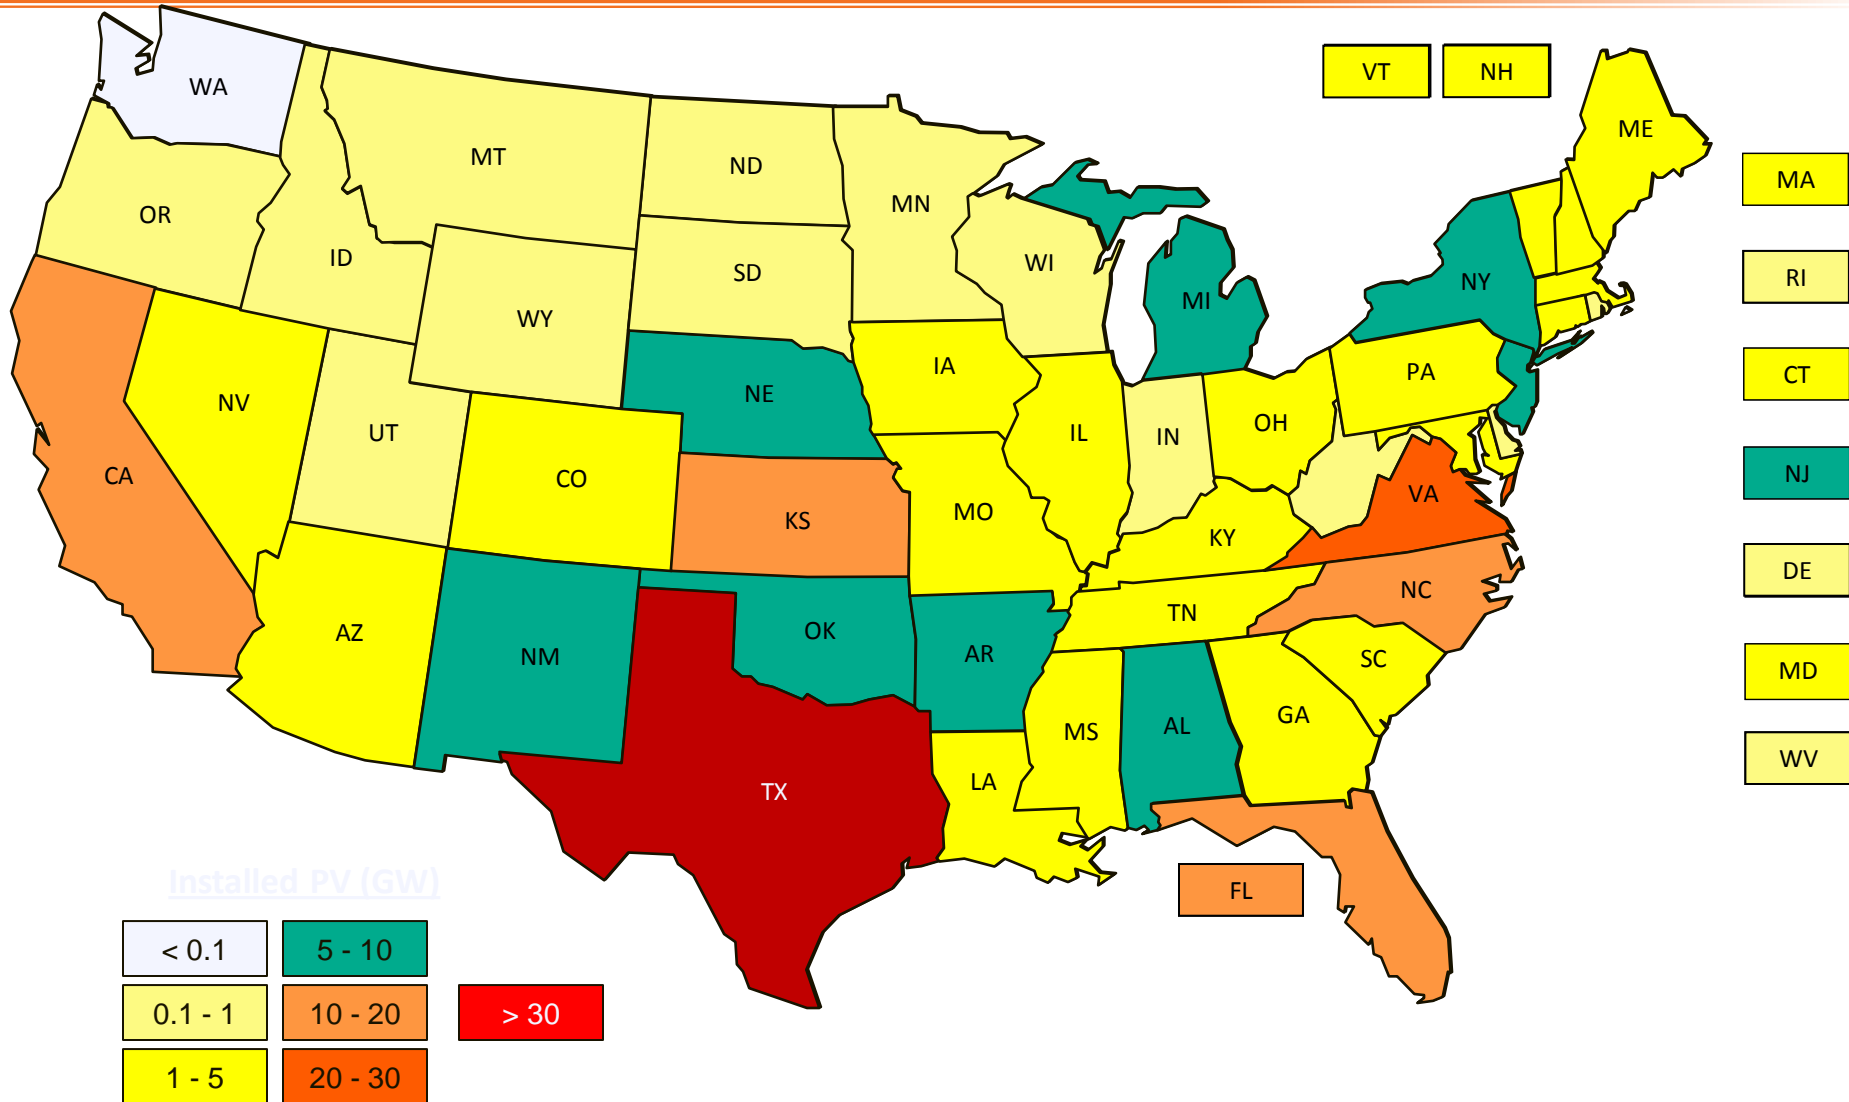 WA
VT
NH
ME
MT
ND
MN
MA
OR
ID
SD
WI
NY
RI
WY
MI
NE
IA
PA
CT
NV
UT
CO
IL
IN
OH
CA
KS
MO
KY
VA
NJ
AZ
NM
OK
AR
TN
NC
DE
SC
MD
TX
LA
MS
AL
GA
WV
FL
Installed PV (GW)
< 0.1
5 - 10
0.1 - 1
10 - 20
> 30
1 - 5
20 - 30